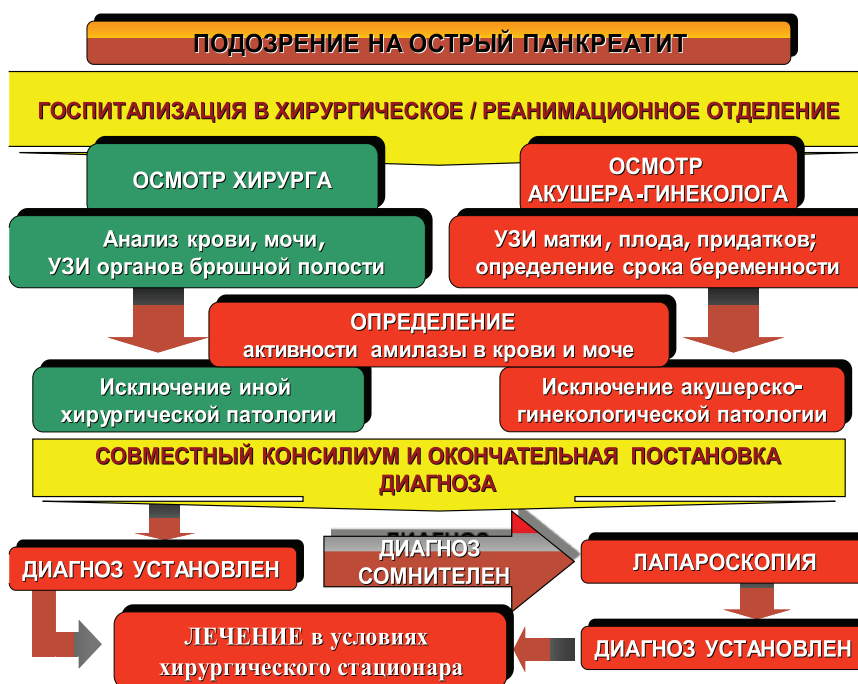 ПОДОЗРЕНИЕ НА ОСТРЫЙ ПАНКРЕАТИТ
ГОСПИТАЛИЗАЦИЯ В ХИРУРГИЧЕСКОЕ / РЕАНИМАЦИОННОЕ ОТДЕЛЕНИЕ
ОСМОТР ХИРУРГА
ОСМОТР
АКУШЕРА-ГИНЕКОЛОГА
Анализ крови, мочи,
УЗИ органов брюшной полости
УЗИ матки, плода, придатков;
определение срока беременности
ОПРЕДЕЛЕНИЕ
активности амилазы в крови и моче
Исключение иной
хирургической патологии
Исключение акушерско-
гинекологической патологии
СОВМЕСТНЫЙ КОНСИЛИУМ И ОКОНЧАТЕЛЬНАЯ ПОСТАНОВКА
ДИАГНОЗА
ДИАГНОЗ УСТАНОВЛЕН
ДИАГНОЗ
СОМНИТЕЛЕН
ЛАПАРОСКОПИЯ
ЛЕЧЕНИЕ в условиях
хирургического стационара
ДИАГНОЗ УСТАНОВЛЕН